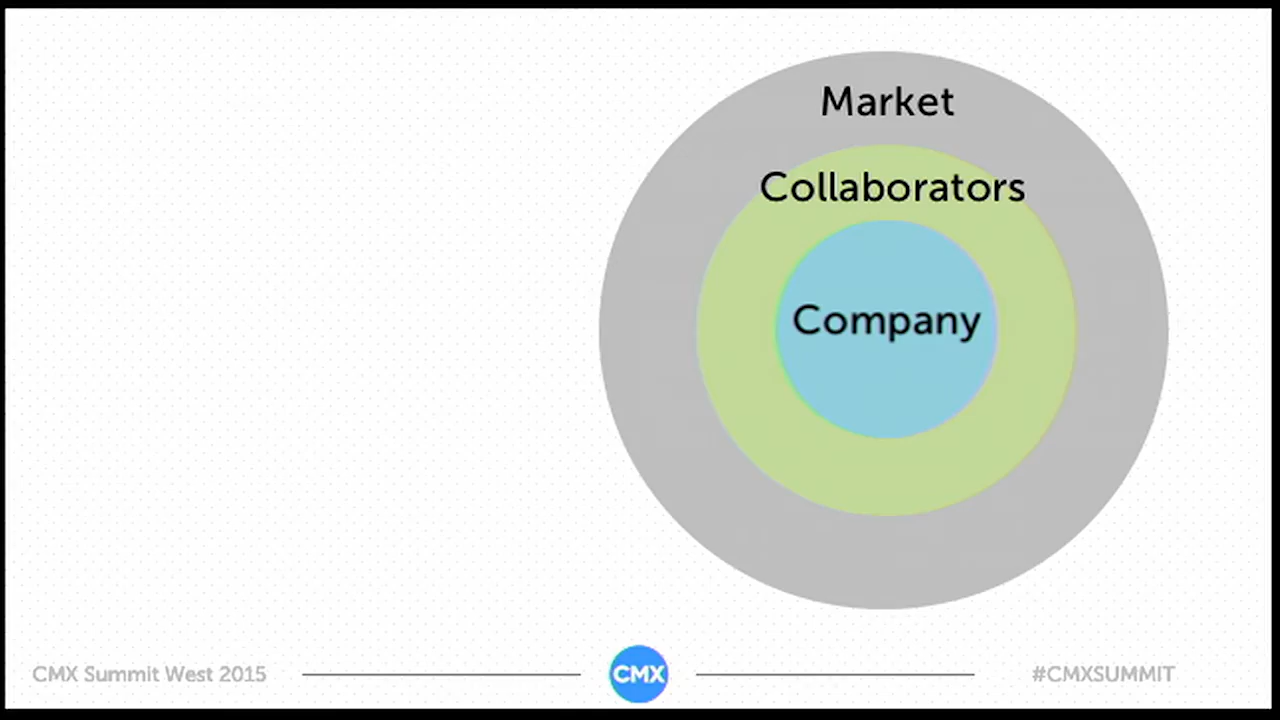 Market
Collaborators
Company
CMX Summit West 2015
CMX
#CMXSUMMIT